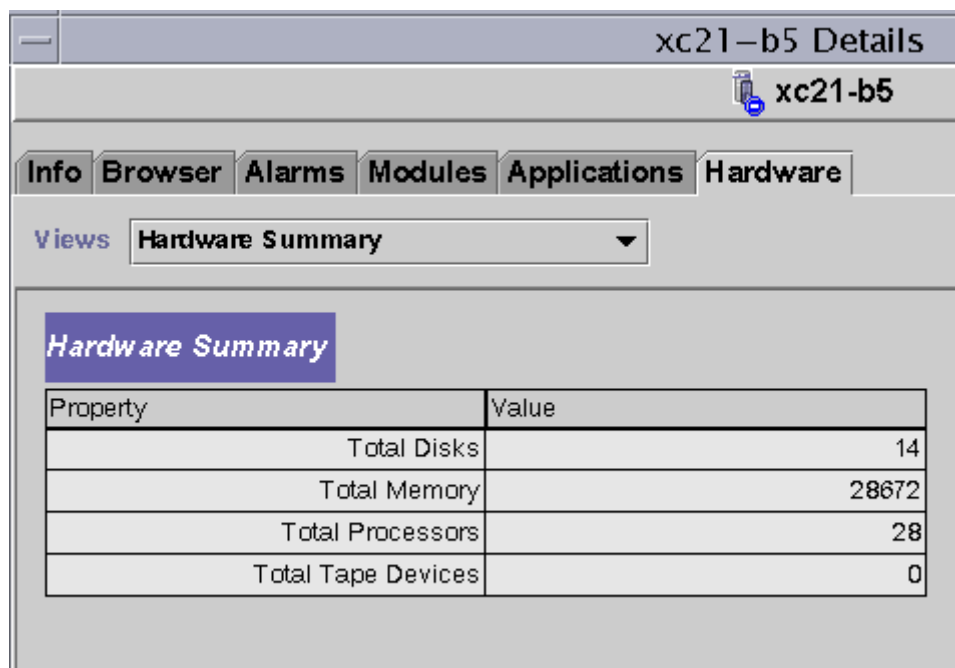 xc21–b5 Details
xc21-b5
Info Browser Alarms Modules Applications Hardware
Views Hardware Summary
Hardware Summary
Property Value
Total Disks 14
Total Memory 28672
Total Processors 28
Total Tape Devices 0